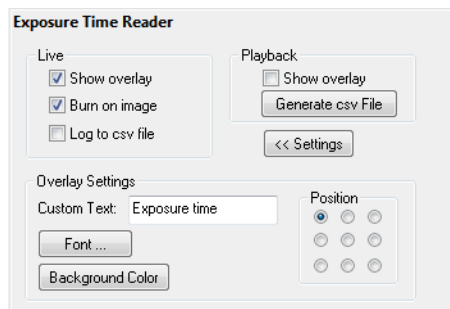 Exposure Time Reader
Live
Show overlay
Burn on image
Log to csv file
Playback
Show overlay
Generate csv File
<< Settings
Overlay Settings
Custom Text: Exposure time
Font ...
Background Color
Position